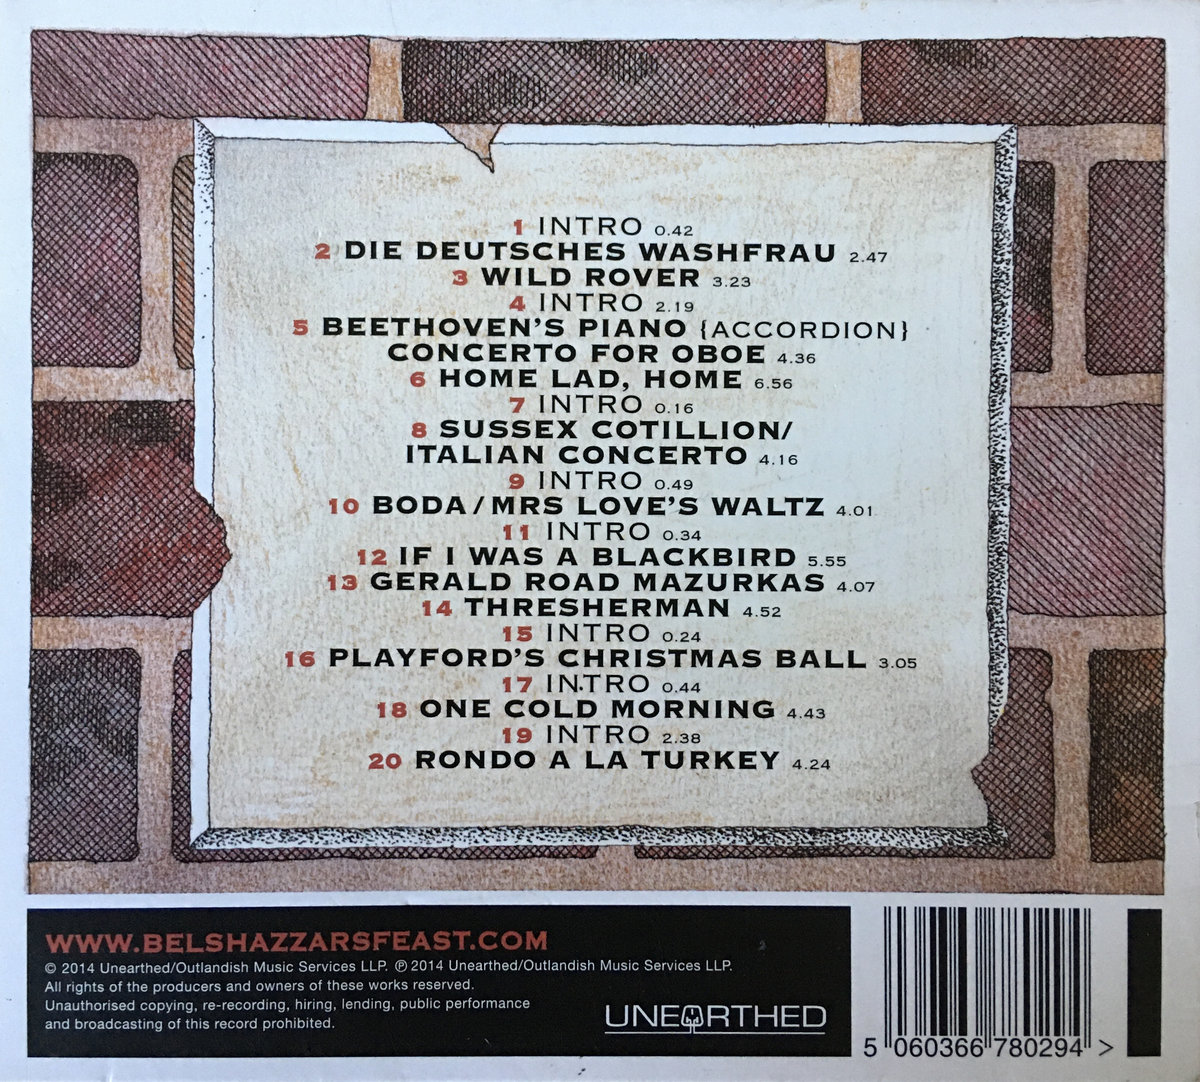 1 INTRO 0.42
2 DIE DEUTSCHES WASHFRAU 2.47
3 WILD ROVER 3.23
4 INTRO 2.19
5 BEETHOVEN'S PIANO {ACCORDION}
CONCERTO FOR OBOE 4.36
6 HOME LAD, HOME 6.56
7 INTRO 0.16
8 SUSSEX COTILLION/
ITALIAN CONCERTO 4.16
9 INTRO 0.49
10 BODA/MRS LOVE'S WALTZ 4.01
11 INTRO 0.34
12 IF I WAS A BLACKBIRD 5.55
13 GERALD ROAD MAZURKAS 4.07
14 THRESHERMAN 4.52
15 INTRO 0.24
16 PLAYFORD'S CHRISTMAS BALL 3.05
17 INTRO 0.44
18 ONE COLD MORNING 4.43
19 INTRO 2.38
20 RONDO A LA TURKEY 4.24
WWW.BELSHAZZARSFEAST.COM
© 2014 Unearthed/Outlandish Music Services LLP. ℗ 2014 Unearthed/Outlandish Music Services LLP.
All rights of the producers and owners of these works reserved.
Unauthorised copying, re-recording, hiring, lending, public performance
and broadcasting of this record prohibited.
UNEARTHED
5 060366 780294 >